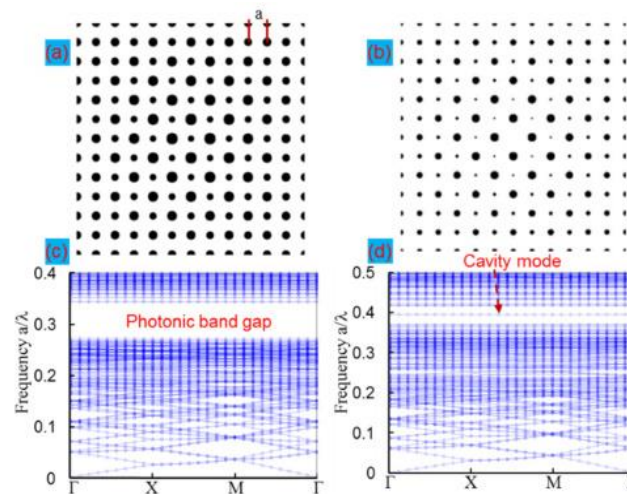 a
(a)
(b)
(c)
(d)
Cavity mode
0.4
0.3
0.2
0.1
0
Frequency a/λ
Photonic band gap
Γ
X
M
Γ
0.5
0.4
0.3
0.2
0.1
0
Frequency a/λ
Γ
X
M
Γ